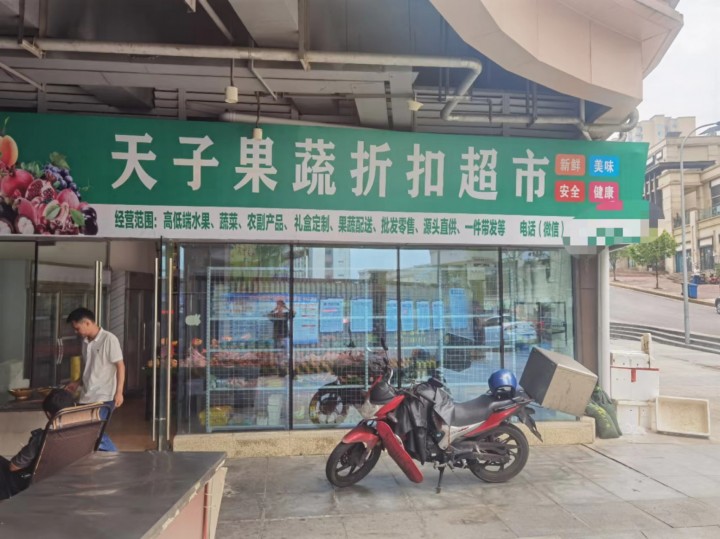 天子果蔬折扣超市
新鲜 美味
安全 健康
经营范围：高低端水果、蔬菜、农副产品、礼盒定制、果蔬配送、批发零售、源头直供、一件带发等 电话（微信）